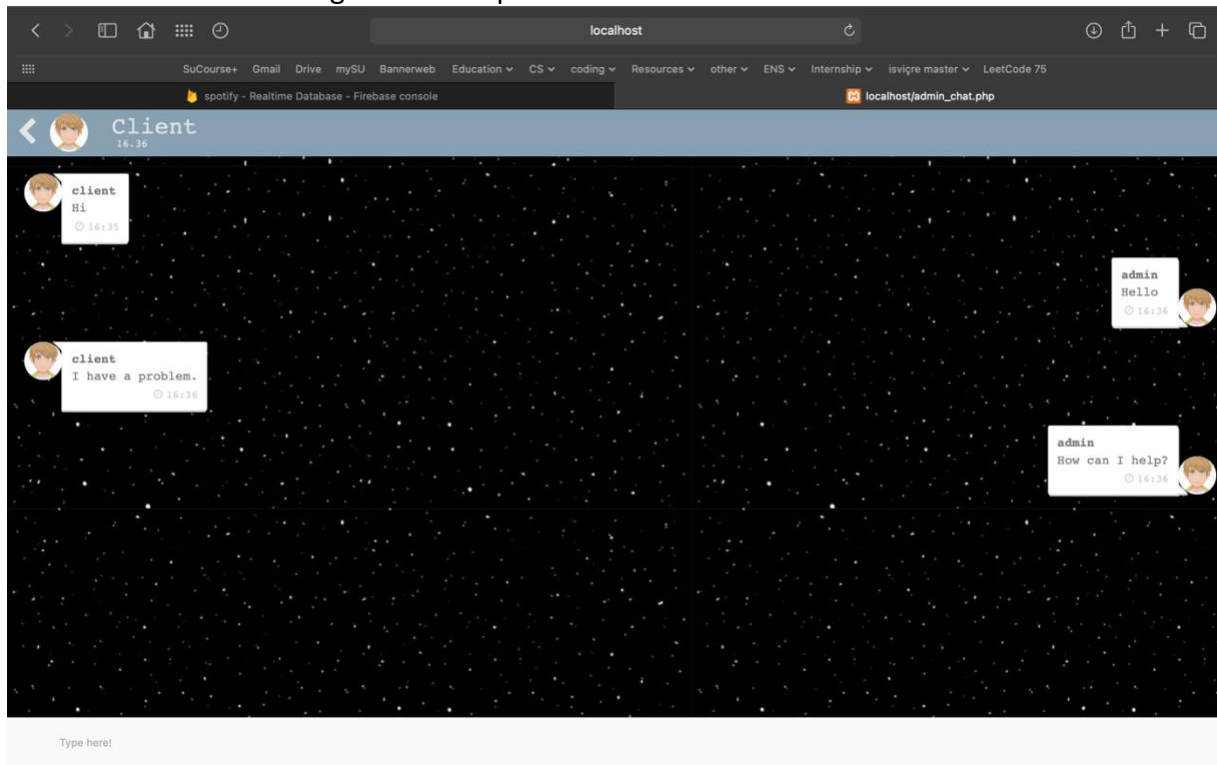 localhost
SuCourse+ Gmail Drive mySU Bannerweb Education CS coding Resources other ENS Internship isviçre master LeetCode 75
spotify - Realtime Database - Firebase console
localhost/admin_chat.php
Client
16.36
client
Hi
16:35
admin
Hello
16:36
client
I have a problem.
16:36
admin
How can I help?
16:36
Type here!